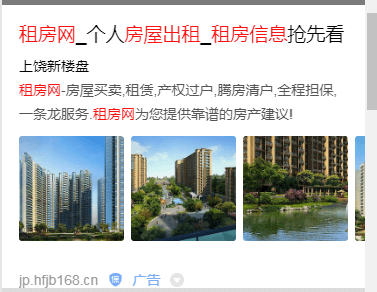 租房网_个人房屋出租_租房信息抢先看
上饶新楼盘
租房网-房屋买卖,租赁,产权过户,腾房清户,全程担保,
一条龙服务.租房网为您提供靠谱的房产建议!
jp.hfjb168.cn 保 广告